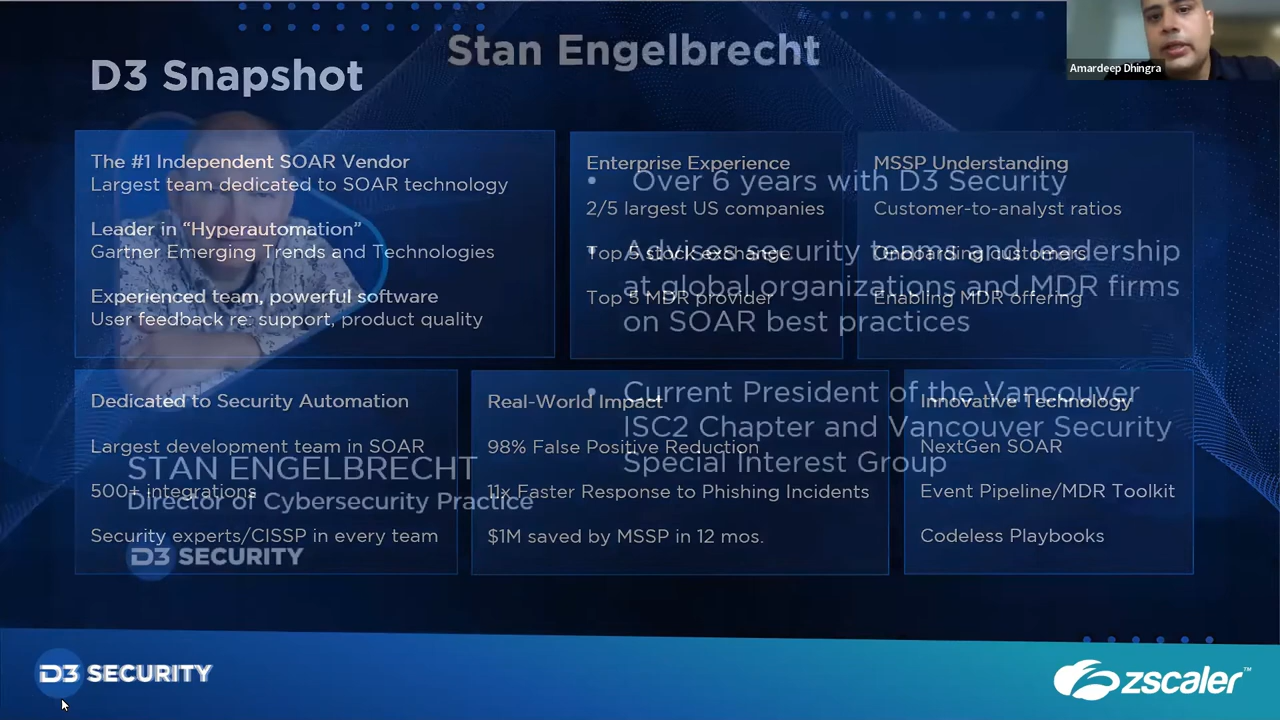 Stan Engelbrecht
D3 Snapshot
Amardeep Dhingra
The #1 Independent SOAR Vendor
Largest team dedicated to SOAR technology
Leader in “Hyperautomation”
Gartner Emerging Trends and Technologies
Experienced team, powerful software
User feedback re: support, product quality
Enterprise Experience
2/5 largest US companies
Top 5 stock exchange
Top 5 MDR provider
MSSP Understanding
Customer-to-analyst ratios
Onboarding customers
Enabling MDR offering
• Over 6 years with D3 Security
• Advises security teams and leadership
at global organizations and MDR firms
on SOAR best practices
• Current President of the Vancouver
ISC2 Chapter and Vancouver Security
Special Interest Group
Dedicated to Security Automation
Largest development team in SOAR
500+ integrations
Security experts/CISSP in every team
Real-World Impact
98% False Positive Reduction
11x Faster Response to Phishing Incidents
$1M saved by MSSP in 12 mos.
Innovative Technology
NextGen SOAR
Event Pipeline/MDR Toolkit
Codeless Playbooks
STAN ENGELBRECHT
Director of Cybersecurity Practice
D3 SECURITY
D3 SECURITY
zscaler™